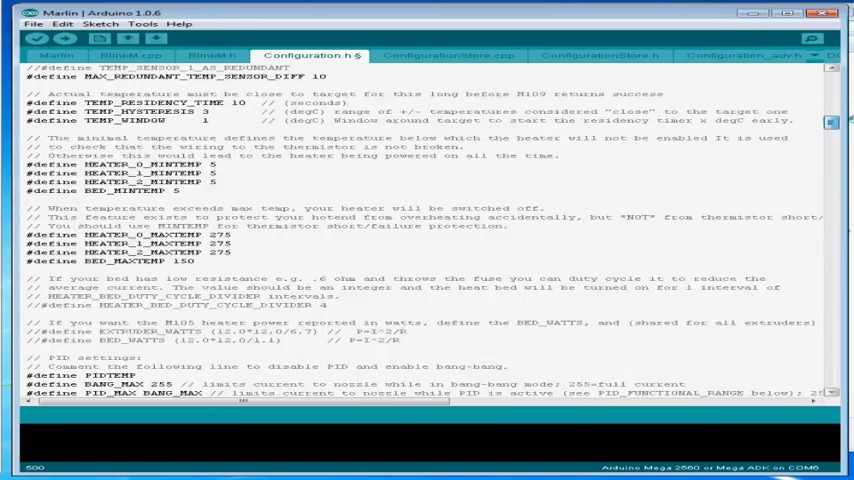 Marlin | Arduino 1.0.6
File Edit Sketch Tools Help
Marlin BlinkM.cpp BlinkM.h Configuration.h § ConfigurationStore.cpp ConfigurationStore.h Configuration_adv.h
//#define TEMP_SENSOR_1_AS_REDUNDANT
#define MAX_REDUNDANT_TEMP_SENSOR_DIFF 10
// Actual temperature must be close to target for this long before M109 returns success
#define TEMP_RESIDENCY_TIME 10 // (seconds)
#define TEMP_HYSTERESIS 3 // (degC) range of +/- temperatures considered "close" to the target one
#define TEMP_WINDOW 1 // (degC) Window around target to start the residency timer x degC early.
// The minimal temperature defines the temperature below which the heater will not be enabled It is used
// to check that the wiring to the thermistor is not broken.
// Otherwise this would lead to the heater being powered on all the time.
#define HEATER_0_MINTEMP 5
#define HEATER_1_MINTEMP 5
#define HEATER_2_MINTEMP 5
#define BED_MINTEMP 5
// When temperature exceeds max temp, your heater will be switched off.
// This feature exists to protect your hotend from overheating accidentally, but *NOT* from thermistor short/
// You should use MINTEMP for thermistor short/failure protection.
#define HEATER_0_MAXTEMP 275
#define HEATER_1_MAXTEMP 275
#define HEATER_2_MAXTEMP 275
#define BED_MAXTEMP 150
// If your bed has low resistance e.g. .6 ohm and throws the fuse you can duty cycle it to reduce the
// average current. The value should be an integer and the heat bed will be turned on for 1 interval of
// HEATER_BED_DUTY_CYCLE_DIVIDER intervals.
//#define HEATER_BED_DUTY_CYCLE_DIVIDER 4
// If you want the M105 heater power reported in watts, define the BED_WATTS, and (shared for all extruders)
//#define EXTRUDER_WATTS (12.0*12.0/6.7) // P=I^2/R
//#define BED_WATTS (12.0*12.0/1.1) // P=I^2/R
// PID settings:
// Comment the following line to disable PID and enable bang-bang.
#define PIDTEMP
#define BANG_MAX 255 // limits current to nozzle while in bang-bang mode; 255=full current
#define PID_MAX BANG_MAX // limits current to nozzle while PID is active (see PID_FUNCTIONAL_RANGE below); 25
500
Arduino Mega 2560 or Mega ADK on COM6